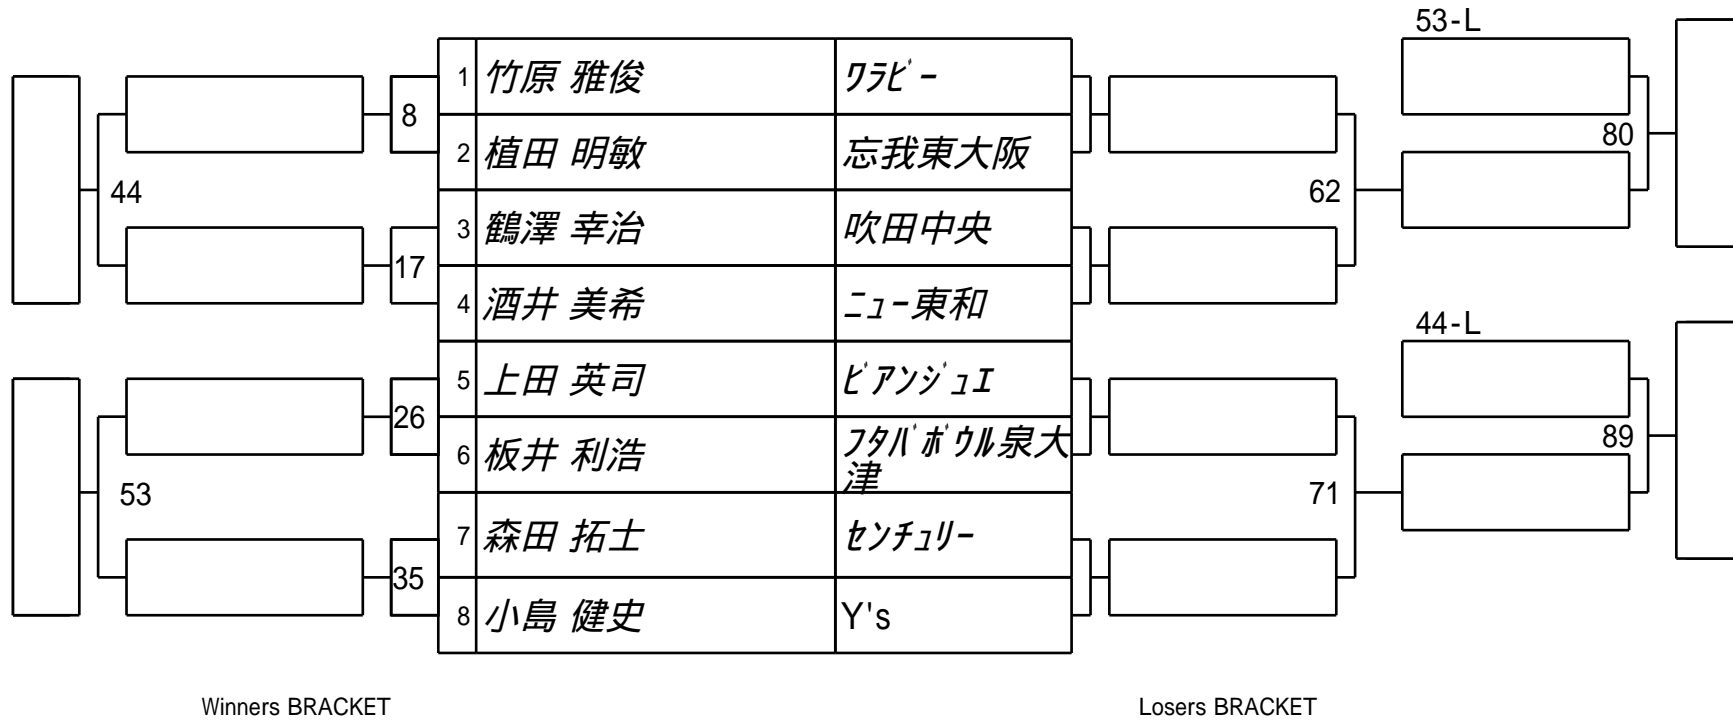 53-L
1 竹原 雅俊 ﾜﾗﾋﾞｰ
8
80
2 植田 明敏 忘我東大阪
44
62
3 鶴澤 幸治 吹田中央
17
4 酒井 美希 ﾆｭｰ東和
44-L
5 上田 英司 ﾋﾞｱﾝｼﾞｭｴ
26
89
6 板井 利浩 ﾌﾀﾊﾞﾎﾞｳﾙ泉大
津
53
71
7 森田 拓士 ｾﾝﾁｭﾘｰ
35
8 小島 健史 Y's
Winners BRACKET
Losers BRACKET